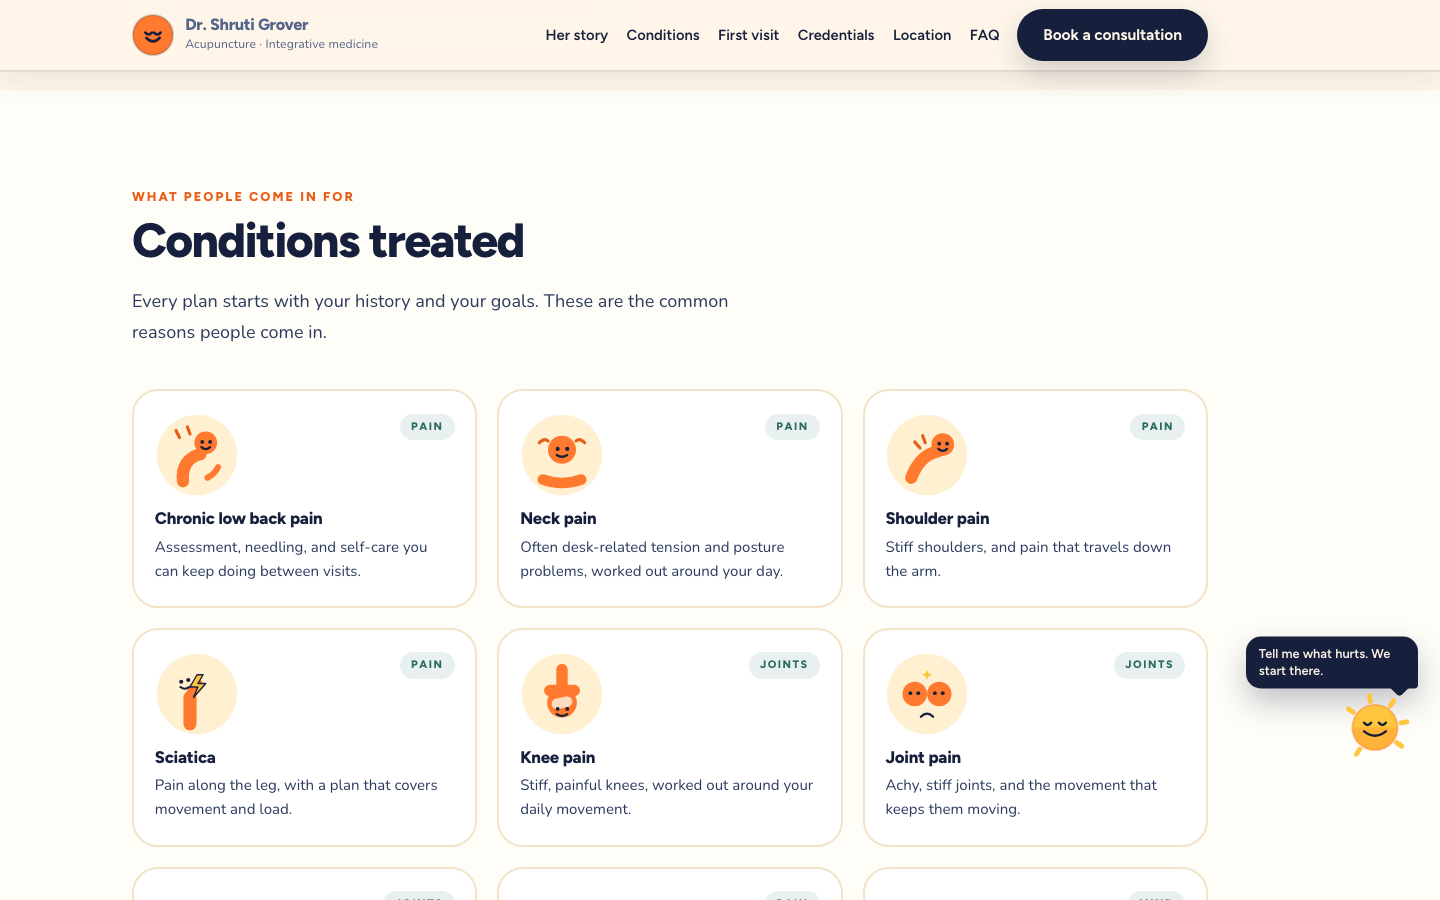 Dr. Shruti Grover
Acupuncture · Integrative medicine
Her story
Conditions
First visit
Credentials
Location
FAQ
Book a consultation
WHAT PEOPLE COME IN FOR
Conditions treated
Every plan starts with your history and your goals. These are the common
reasons people come in.
PAIN
Chronic low back pain
Assessment, needling, and self-care you
can keep doing between visits.
PAIN
Neck pain
Often desk-related tension and posture
problems, worked out around your day.
PAIN
Shoulder pain
Stiff shoulders, and pain that travels down
the arm.
PAIN
Sciatica
Pain along the leg, with a plan that covers
movement and load.
JOINTS
Knee pain
Stiff, painful knees, worked out around your
daily movement.
JOINTS
Joint pain
Achy, stiff joints, and the movement that
keeps them moving.
Tell me what hurts. We
start there.